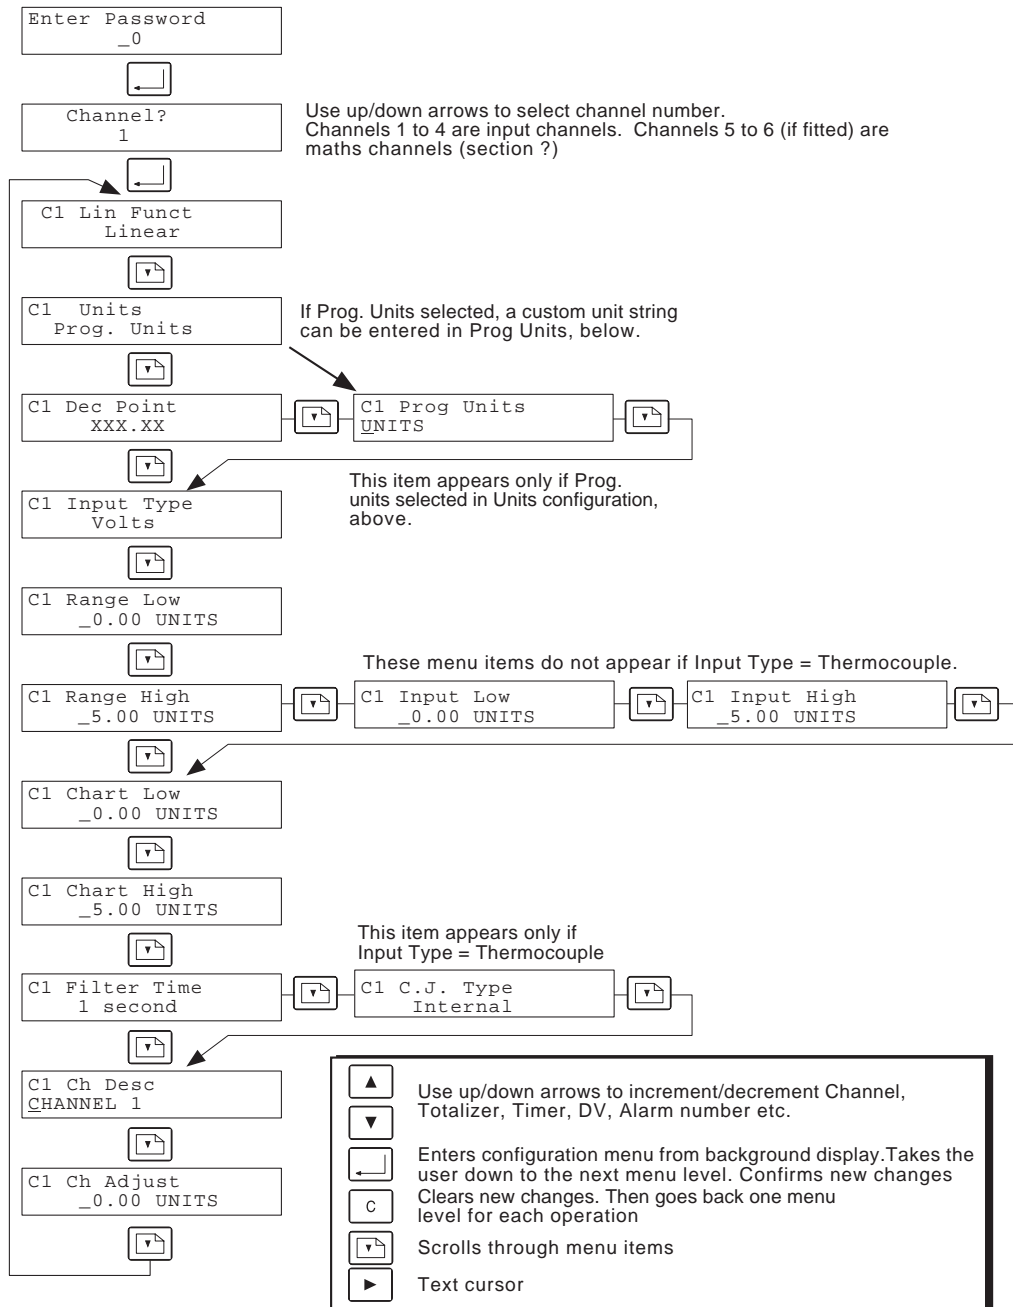 Enter Password
_0
Channel?
1
Use up/down arrows to select channel number.
Channels 1 to 4 are input channels.  Channels 5 to 6 (if fitted) are
maths channels (section ?)
C1 Lin Funct
Linear
C1  Units
Prog. Units
If Prog. Units selected, a custom unit string
can be entered in Prog Units, below.
C1 Dec Point
XXX.XX
C1 Prog Units
UNITS
This item appears only if Prog.
units selected in Units configuration,
above.
C1 Input Type
Volts
C1 Range Low
_0.00 UNITS
These menu items do not appear if Input Type = Thermocouple.
C1 Range High
_5.00 UNITS
C1 Input Low
_0.00 UNITS
C1 Input High
_5.00 UNITS
C1 Chart Low
_0.00 UNITS
C1 Chart High
_5.00 UNITS
This item appears only if
Input Type = Thermocouple
C1 Filter Time
1 second
C1 C.J. Type
Internal
C1 Ch Desc
CHANNEL 1
C1 Ch Adjust
_0.00 UNITS
Use up/down arrows to increment/decrement Channel,
Totalizer, Timer, DV, Alarm number etc.
Enters configuration menu from background display.Takes the
user down to the next menu level. Confirms new changes
C
Clears new changes. Then goes back one menu
level for each operation
Scrolls through menu items
Text cursor